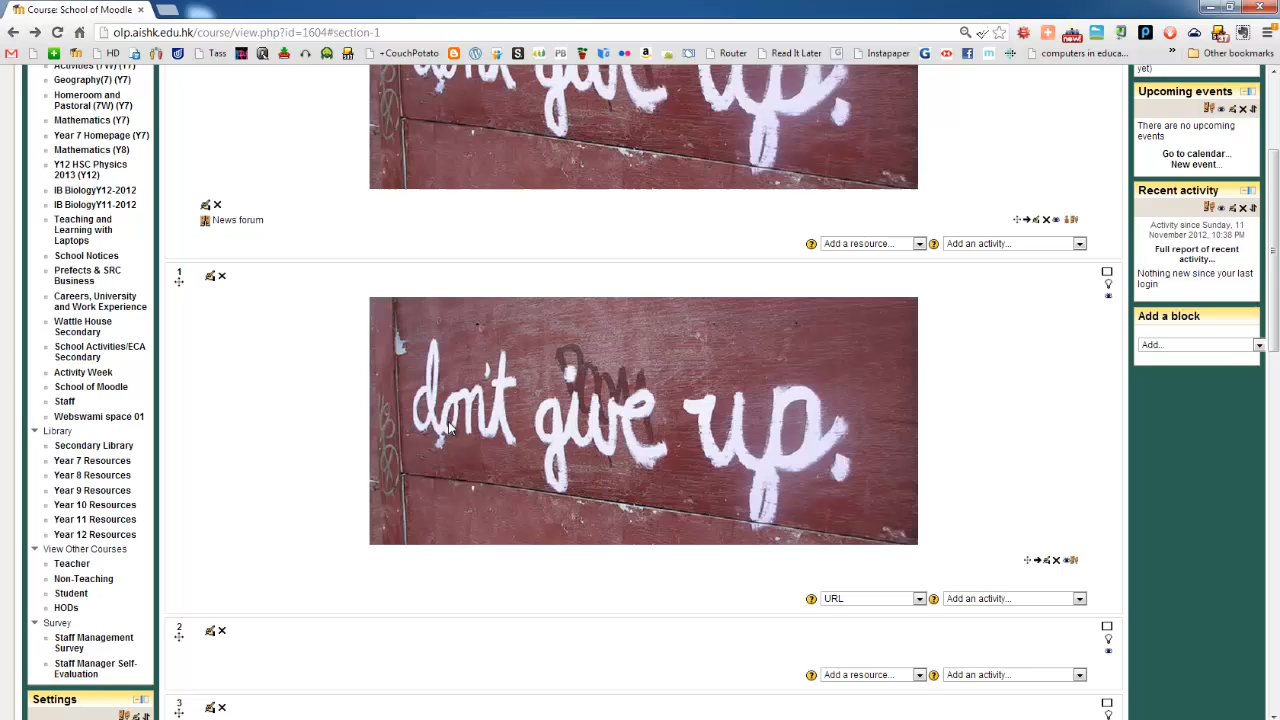 Course: School of Moodle
olp.aishk.edu.hk/course/view.php?id=1604#section-1
HD
Tass
+LechPotato
Router
Read It Later
Instapaper
computers in educa...
Other bookmarks
Activities (7W) (Y7)
Geography(7) (Y7)
Homeroom and
Pastoral (7W) (Y7)
Mathematics (Y7)
Year 7 Homepage (Y7)
Mathematics (Y8)
Y12 HSC Physics
2013 (Y12)
IB BiologyY12-2012
IB BiologyY11-2012
Teaching and
Learning with
Laptops
School Notices
Prefects & SRC
Business
Careers, University
and Work Experience
Wattle House
Secondary
School Activities/ECA
Secondary
Activity Week
School of Moodle
Staff
Webswami space 01
Library
Secondary Library
Year 7 Resources
Year 8 Resources
Year 9 Resources
Year 10 Resources
Year 11 Resources
Year 12 Resources
View Other Courses
Teacher
Non-Teaching
Student
HODs
Survey
Staff Management
Survey
Staff Manager Self-
Evaluation
Settings
don't give up.
News forum
Add a resource...
Add an activity...
1
don't give up.
URL
Add an activity...
2
Add a resource...
Add an activity...
3
yet)
Upcoming events
There are no upcoming
events
Go to calendar...
New event...
Recent activity
Activity since Sunday, 11
November 2012, 10:38 PM
Full report of recent
activity...
Nothing new since your last
login
Add a block
Add...